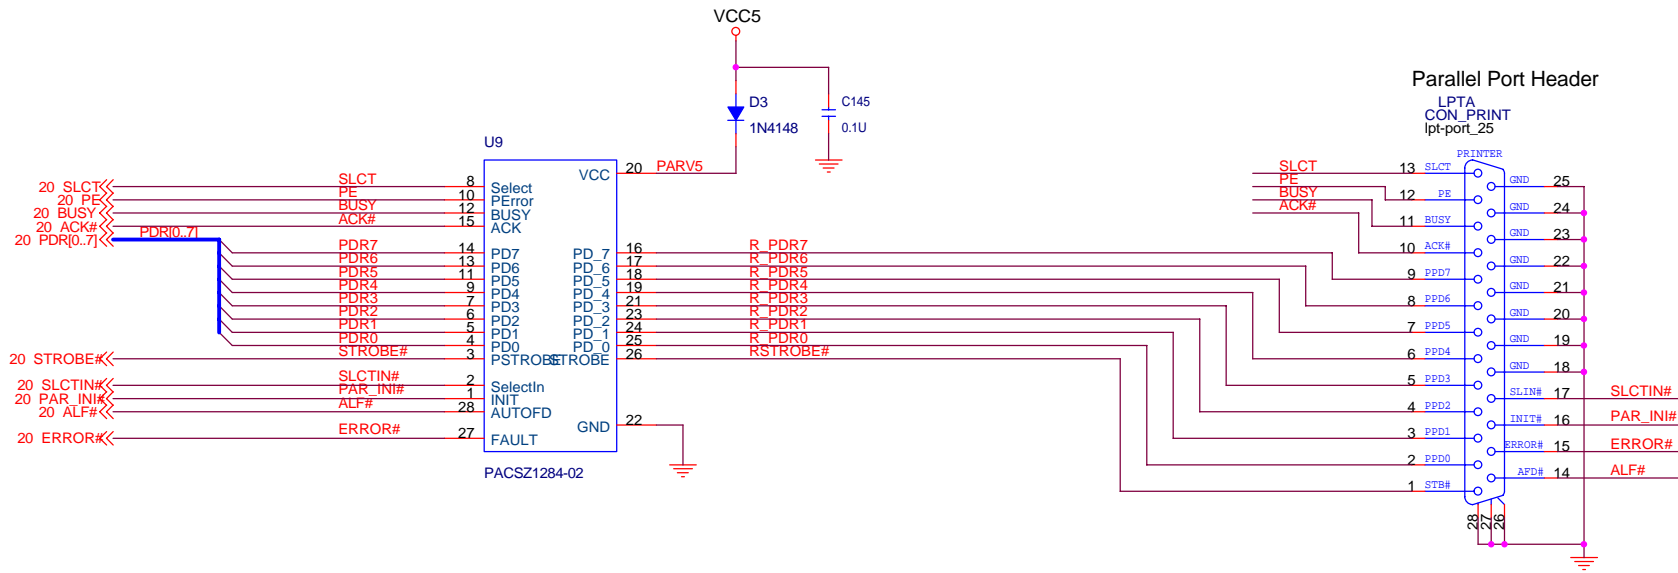 VCC5
D3
1N4148
C145
0.1U
Parallel Port Header
LPTA
CON_PRINT
lpt-port_25
PRINTER
U9
VCC
20
PARV5
20 SLCT
SLCT
8
Select
20 PE
PE
10
PError
20 BUSY
BUSY
12
BUSY
20 ACK#
ACK#
15
ACK
20 PDR[0..7]
PDR[0..7]
PDR7
14
PD7
PD_7
16
R_PDR7
PDR6
13
PD6
PD_6
17
R_PDR6
PDR5
11
PD5
PD_5
18
R_PDR5
PDR4
9
PD4
PD_4
19
R_PDR4
PDR3
7
PD3
PD_3
21
R_PDR3
PDR2
6
PD2
PD_2
23
R_PDR2
PDR1
5
PD1
PD_1
24
R_PDR1
PDR0
4
PD0
PD_0
25
R_PDR0
20 STROBE#
STROBE#
3
PSTROBE
STROBE
26
RSTROBE#
20 SLCTIN#
SLCTIN#
2
SelectIn
20 PAR_INI#
PAR_INI#
1
INIT
20 ALF#
ALF#
28
AUTOFD
GND
22
20 ERROR#
ERROR#
27
FAULT
PACSZ1284-02
SLCT
13
SLCT
GND
25
PE
12
PE
GND
24
BUSY
11
BUSY
GND
23
ACK#
10
ACK#
GND
22
9
PPD7
GND
21
8
PPD6
GND
20
7
PPD5
GND
19
6
PPD4
GND
18
5
PPD3
SLIN#
17
SLCTIN#
4
PPD2
INIT#
16
PAR_INI#
3
PPD1
ERROR#
15
ERROR#
2
PPD0
AFD#
14
ALF#
1
STB#
28
27
26